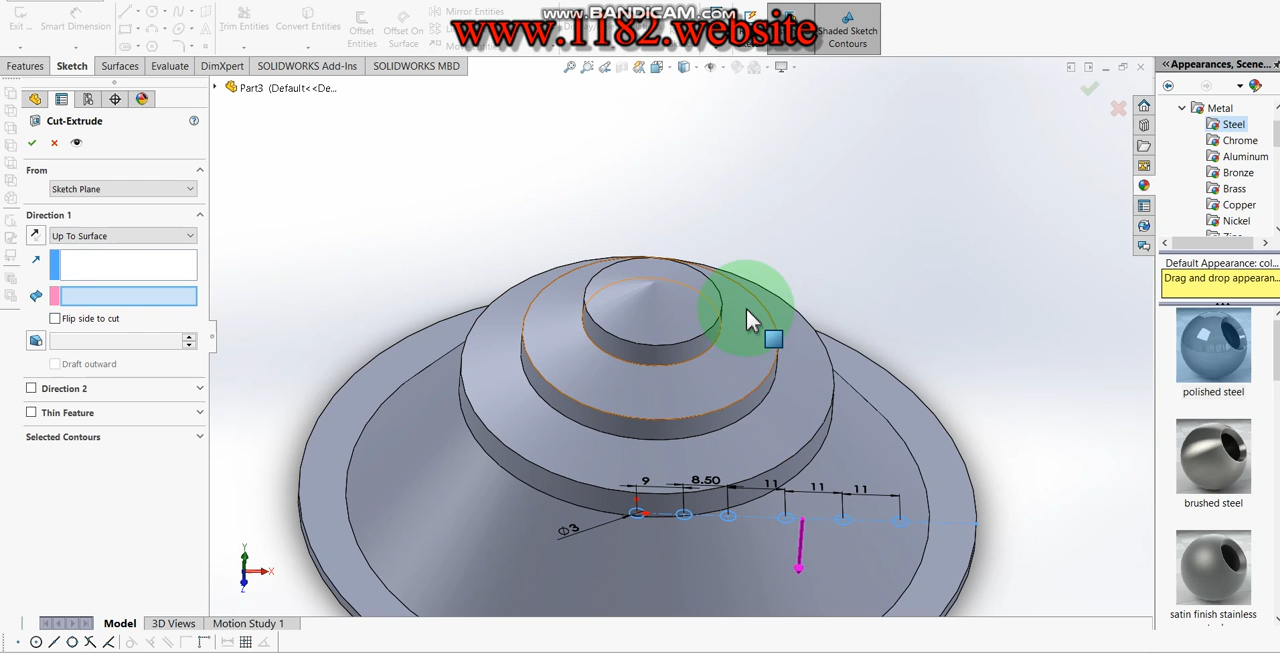 www.BANDICAM.com
www.1182.website
Exit ...
Smart Dimension
Trim Entities
Convert Entities
Offset Entities
Offset On Surface
Mirror Entities
Shaded Sketch Contours
Features
Sketch
Surfaces
Evaluate
DimXpert
SOLIDWORKS Add-Ins
SOLIDWORKS MBD
Part3 (Default<<De...
Cut-Extrude
From
Sketch Plane
Direction 1
Up To Surface
Flip side to cut
Draft outward
Direction 2
Thin Feature
Selected Contours
9
8.50
11
11
11
Ø3
Y
X
Z
Appearances, Scene...
Metal
Steel
Chrome
Aluminum
Bronze
Brass
Copper
Nickel
Default Appearance: col...
Drag and drop appearan...
polished steel
brushed steel
satin finish stainless
Model
3D Views
Motion Study 1